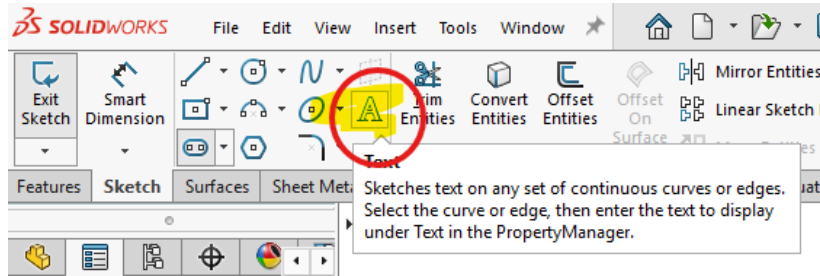 SOLIDWORKS File Edit View Insert Tools Window
Exit Sketch
Smart Dimension
Trim Entities
Convert Entities
Offset Entities
Offset On Surface
Mirror Entities
Linear Sketch
Features Sketch Surfaces Sheet
Text
Sketches text on any set of continuous curves or edges.
Select the curve or edge, then enter the text to display
under Text in the PropertyManager.